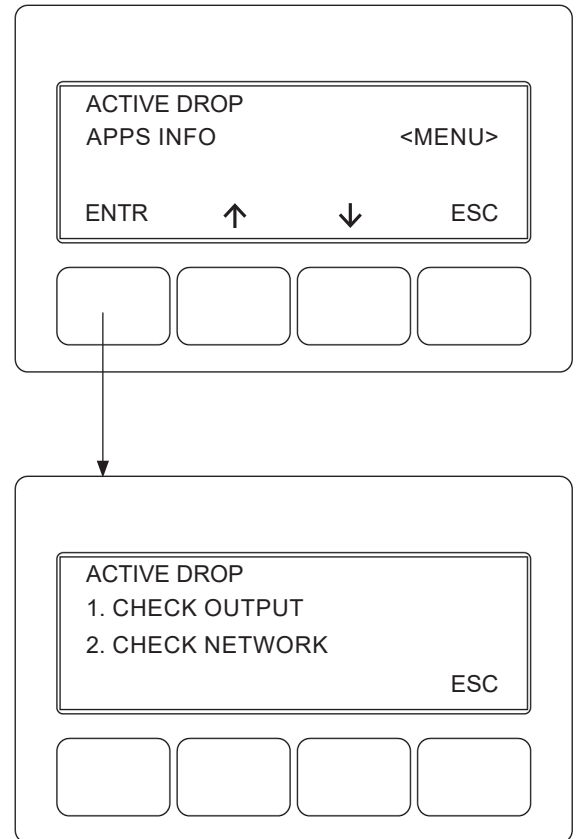 ACTIVE DROP
APPS INFO <MENU>
ENTR ↑ ↓ ESC
ACTIVE DROP
1. CHECK OUTPUT
2. CHECK NETWORK
ESC